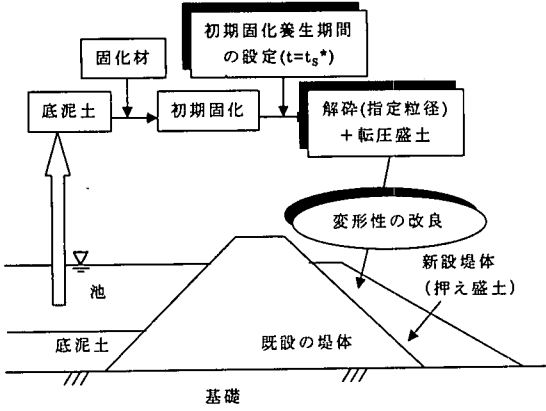 初期固化養生期間
の設定(t=ts*)
固化材
底泥土
初期固化
解砕(指定粒径)
＋転圧盛土
変形性の改良
新設堤体
(押え盛土)
池
底泥土
既設の堤体
基礎